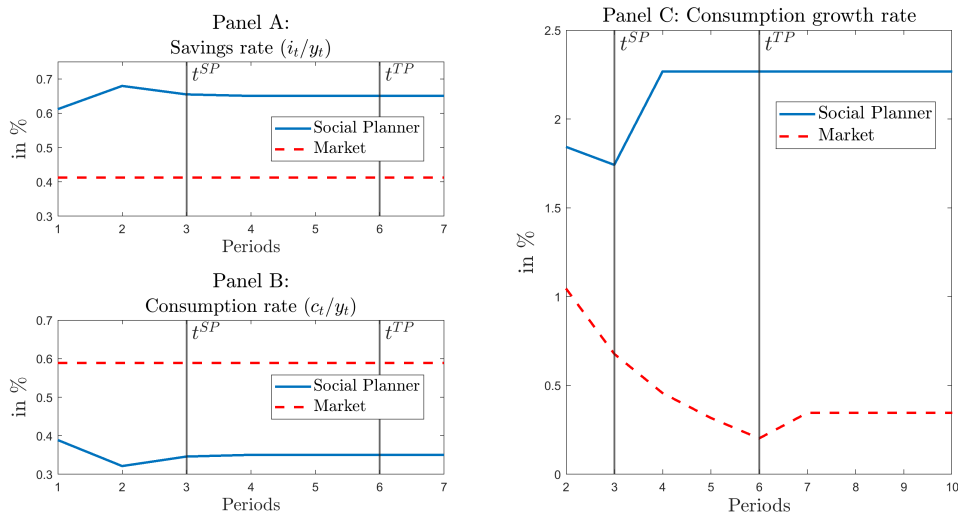 Panel A:
Savings rate (i_t/y_t)
in %
0.7
0.6
0.5
0.4
0.3
t^{SP}
t^{TP}
Social Planner
Market
1 2 3 4 5 6 7
Periods
Panel B:
Consumption rate (c_t/y_t)
in %
0.7
0.6
0.5
0.4
0.3
t^{SP}
t^{TP}
Social Planner
Market
1 2 3 4 5 6 7
Periods
Panel C: Consumption growth rate
in %
2.5
2
1.5
1
0.5
0
t^{SP}
t^{TP}
Social Planner
Market
2 3 4 5 6 7 8 9 10
Periods